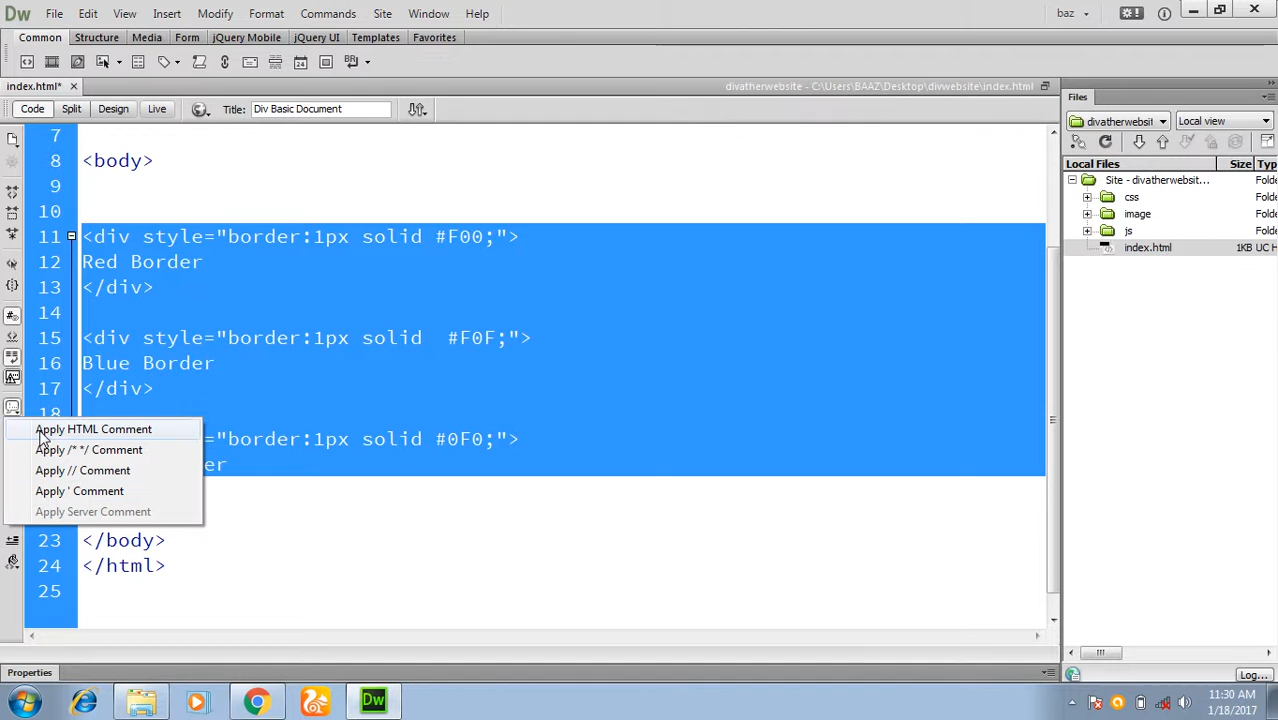 Dw File Edit View Insert Modify Format Commands Site Window Help baz
Common Structure Media Form jQuery Mobile jQuery UI Templates Favorites
BR
index.html* divatherwebsite - C:\Users\BAAZ\Desktop\divwebsite\index.html
Code Split Design Live Title: Div Basic Document
7
8 <body>
9
10
11 <div style="border:1px solid #F00;">
12 Red Border
13 </div>
14
15 <div style="border:1px solid  #F0F;">
16 Blue Border
17 </div>
18
="border:1px solid #0F0;">
er
Apply HTML Comment
Apply /* */ Comment
Apply // Comment
Apply ' Comment
Apply Server Comment
23 </body>
24 </html>
25
Properties
Files
divatherwebsit Local view
Local Files Size Typ
Site - divatherwebsit... Folde
css Folde
image Folde
js Folde
index.html 1KB UC H
Log...
Dw
11:30 AM
1/18/2017